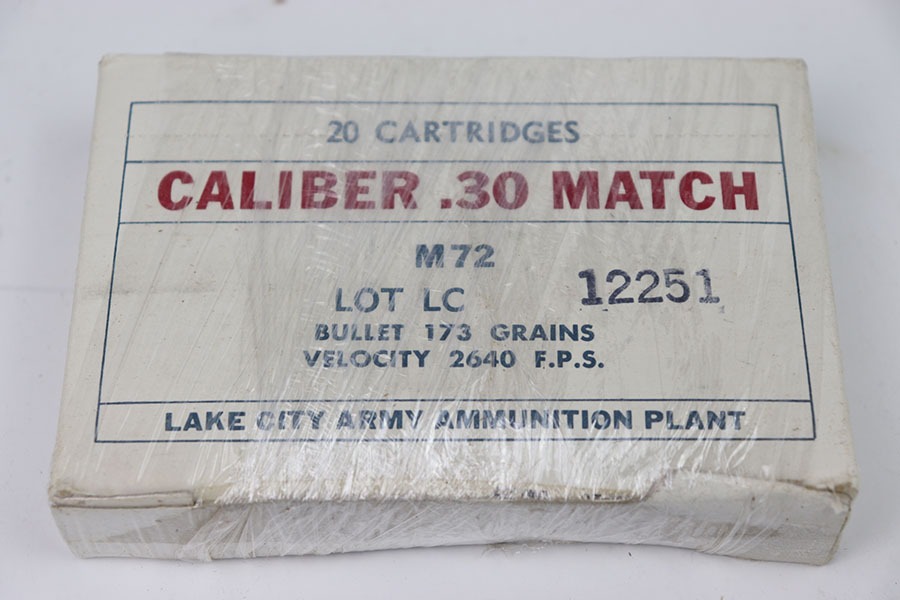 20 CARTRIDGES
CALIBER .30 MATCH
M72
LOT LC 12251
BULLET 173 GRAINS
VELOCITY 2640 F.P.S.
LAKE CITY ARMY AMMUNITION PLANT